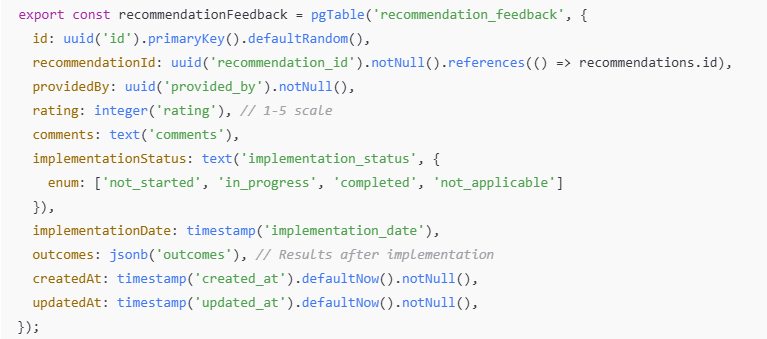 export const recommendationFeedback = pgTable('recommendation_feedback', {
  id: uuid('id').primaryKey().defaultRandom(),
  recommendationId: uuid('recommendation_id').notNull().references(() => recommendations.id),
  providedBy: uuid('provided_by').notNull(),
  rating: integer('rating'), // 1-5 scale
  comments: text('comments'),
  implementationStatus: text('implementation_status', {
    enum: ['not_started', 'in_progress', 'completed', 'not_applicable']
  }),
  implementationDate: timestamp('implementation_date'),
  outcomes: jsonb('outcomes'), // Results after implementation
  createdAt: timestamp('created_at').defaultNow().notNull(),
  updatedAt: timestamp('updated_at').defaultNow().notNull(),
});